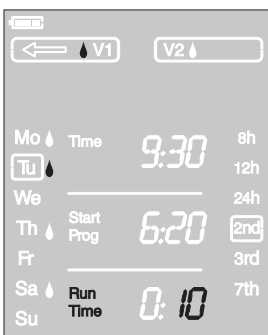 V1 V2
Mo Time 9:30 8h
Tu 12h
We 24h
Th Start Prog 6:20 2nd
Fr 3rd
Sa Run Time 0:10 7th
Su